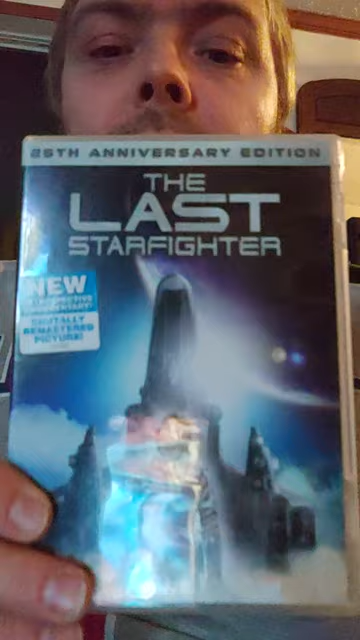 25TH ANNIVERSARY EDITION
THE
LAST
STARFIGHTER
NEW
DIGITALLY
REMASTERED
PICTURE!